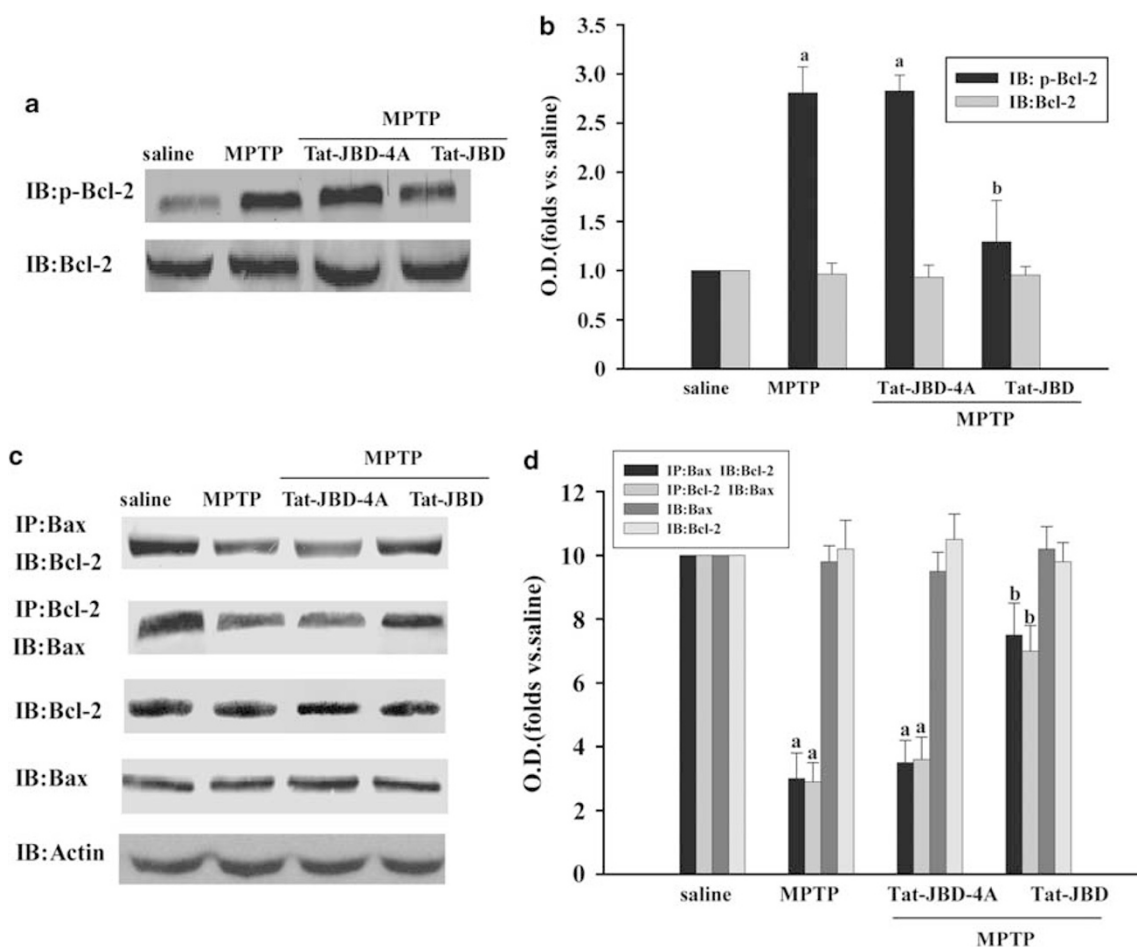 a
MPTP
saline MPTP Tat-JBD-4A Tat-JBD
IB:p-Bcl-2
IB:Bcl-2
b
O.D.(folds vs. saline)
3.5
3.0
2.5
2.0
1.5
1.0
0.5
0
a
a
b
IB: p-Bcl-2
IB:Bcl-2
saline MPTP Tat-JBD-4A Tat-JBD
MPTP
c
MPTP
saline MPTP Tat-JBD-4A Tat-JBD
IP:Bax
IB:Bcl-2
IP:Bcl-2
IB:Bax
IB:Bcl-2
IB:Bax
IB:Actin
d
IP:Bax IB:Bcl-2
IP:Bcl-2 IB:Bax
IB:Bax
IB:Bcl-2
O.D.(folds vs.saline)
12
10
8
6
4
2
0
a a
a a
b b
saline MPTP Tat-JBD-4A Tat-JBD
MPTP